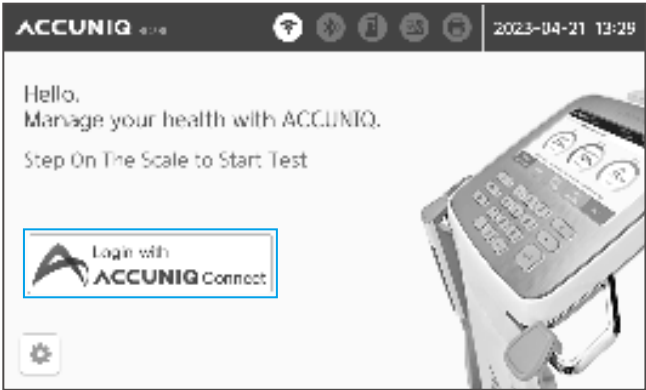 ACCUNIQ
2023-04-21 13:29
Hello.
Manage your health with ACCUNIQ.
Step On The Scale to Start Test
Login with
ACCUNIQ Connect